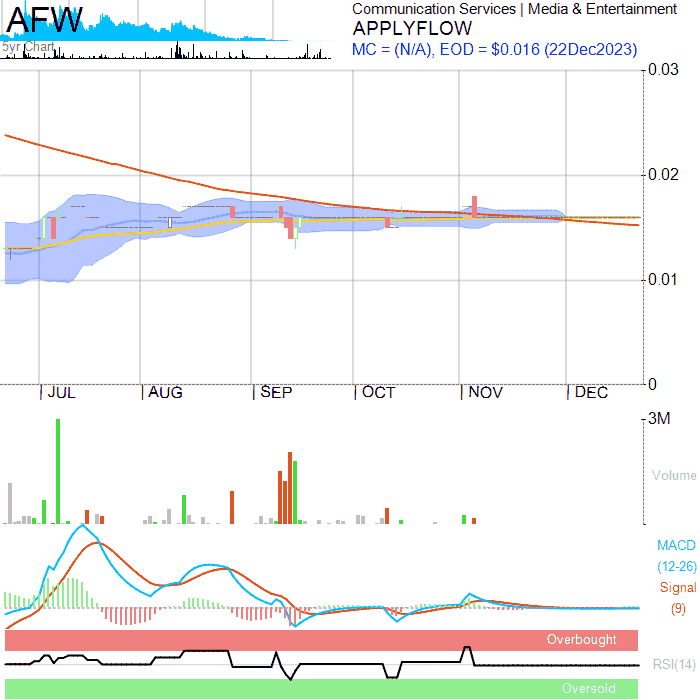 AFW
5yr Chart
Communication Services | Media & Entertainment
APPLYFLOW
MC = (N/A), EOD = $0.016 (22Dec2023)
0.03
0.02
0.01
0
JUL AUG SEP OCT NOV DEC
3M
Volume
MACD
(12-26)
Signal
(9)
Overbought
RSI(14)
Oversold